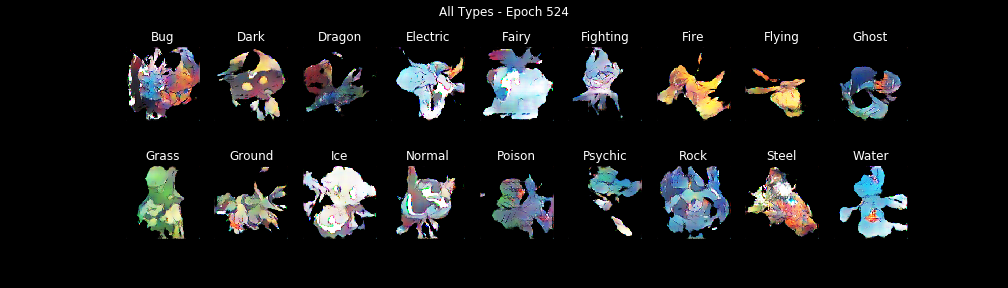 All Types - Epoch 524
Bug Dark Dragon Electric Fairy Fighting Fire Flying Ghost
Grass Ground Ice Normal Poison Psychic Rock Steel Water